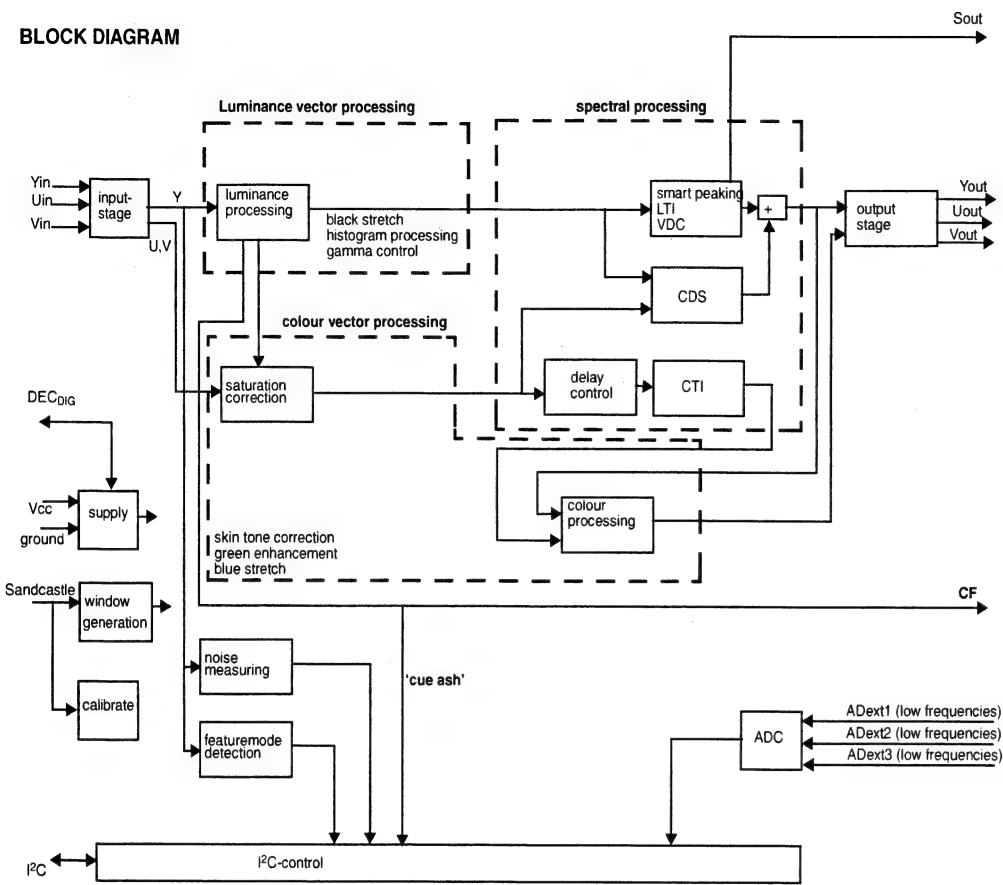 BLOCK DIAGRAM
Sout
Luminance vector processing
spectral processing
Yin
Uin
Vin
input-
stage
Y
U,V
luminance
processing
black stretch
histogram processing
gamma control
smart peaking
LTI
VDC
+
output
stage
Yout
Uout
Vout
CDS
colour vector processing
saturation
correction
delay
control
CTI
DECDIG
Vcc
ground
supply
colour
processing
skin tone correction
green enhancement
blue stretch
Sandcastle
window
generation
CF
calibrate
noise
measuring
'cue ash'
featuremode
detection
ADC
ADext1 (low frequencies)
ADext2 (low frequencies)
ADext3 (low frequencies)
I²C
I²C-control